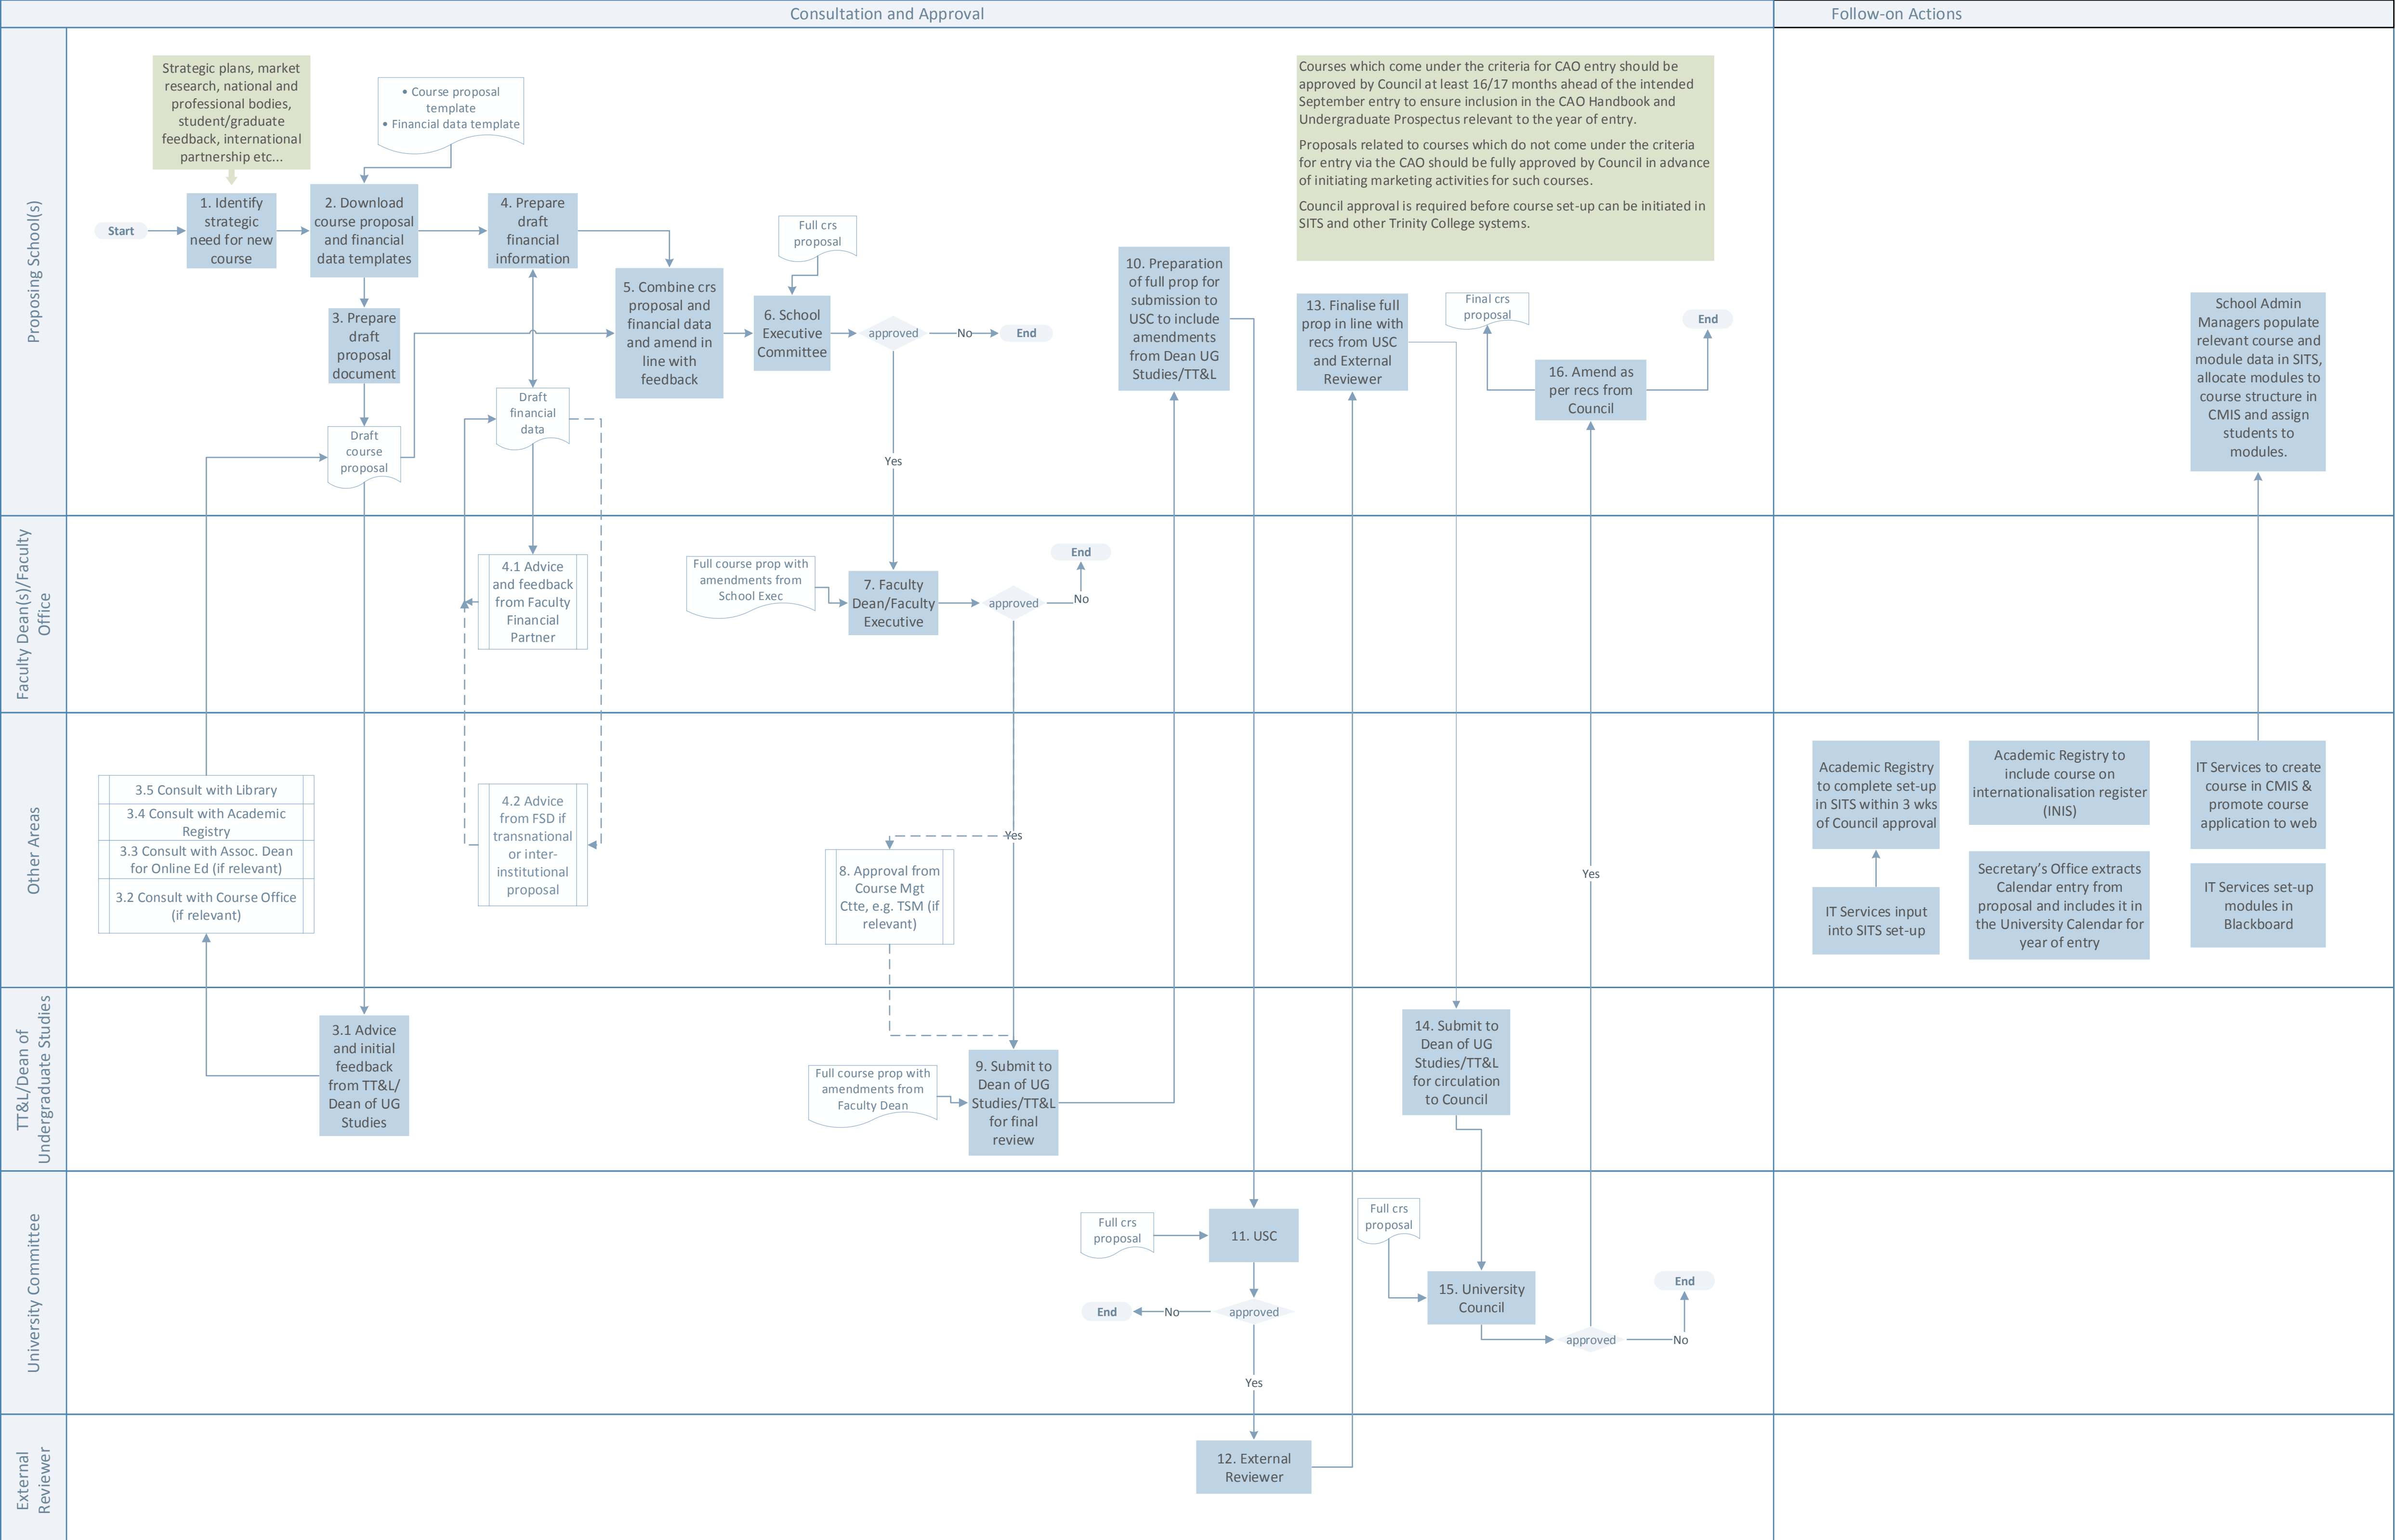 Consultation and Approval
Follow-on Actions
Proposing School(s)
Strategic plans, market
research, national and
professional bodies,
student/graduate
feedback, international
partnership etc...
• Course proposal
template
• Financial data template
Start
1. Identify
strategic
need for new
course
2. Download
course proposal
and financial
data templates
3. Prepare
draft
proposal
document
Draft
course
proposal
4. Prepare
draft
financial
information
Draft
financial
data
5. Combine crs
proposal and
financial data
and amend in
line with
feedback
Full crs
proposal
6. School
Executive
Committee
approved
No
End
Yes
10. Preparation
of full prop for
submission to
USC to include
amendments
from Dean UG
Studies/TT&L
Courses which come under the criteria for CAO entry should be
approved by Council at least 16/17 months ahead of the intended
September entry to ensure inclusion in the CAO Handbook and
Undergraduate Prospectus relevant to the year of entry.
Proposals related to courses which do not come under the criteria
for entry via the CAO should be fully approved by Council in advance
of initiating marketing activities for such courses.
Council approval is required before course set-up can be initiated in
SITS and other Trinity College systems.
13. Finalise full
prop in line with
recs from USC
and External
Reviewer
Final crs
proposal
16. Amend as
per recs from
Council
End
School Admin
Managers populate
relevant course and
module data in SITS,
allocate modules to
course structure in
CMIS and assign
students to
modules.
Faculty Dean(s)/Faculty
Office
4.1 Advice
and feedback
from Faculty
Financial
Partner
Full course prop with
amendments from
School Exec
7. Faculty
Dean/Faculty
Executive
approved
No
End
Other Areas
3.5 Consult with Library
3.4 Consult with Academic
Registry
3.3 Consult with Assoc. Dean
for Online Ed (if relevant)
3.2 Consult with Course Office
(if relevant)
4.2 Advice
from FSD if
transnational
or inter-
institutional
proposal
Yes
8. Approval from
Course Mgt
Ctte, e.g. TSM (if
relevant)
Yes
Academic Registry
to complete set-up
in SITS within 3 wks
of Council approval
IT Services input
into SITS set-up
Academic Registry to
include course on
internationalisation register
(INIS)
Secretary's Office extracts
Calendar entry from
proposal and includes it in
the University Calendar for
year of entry
IT Services to create
course in CMIS &
promote course
application to web
IT Services set-up
modules in
Blackboard
TT&L/Dean of
Undergraduate Studies
3.1 Advice
and initial
feedback
from TT&L/
Dean of UG
Studies
Full course prop with
amendments from
Faculty Dean
9. Submit to
Dean of UG
Studies/TT&L
for final
review
14. Submit to
Dean of UG
Studies/TT&L
for circulation
to Council
University Committee
Full crs
proposal
11. USC
approved
No
End
Yes
Full crs
proposal
15. University
Council
approved
No
End
External
Reviewer
12. External
Reviewer